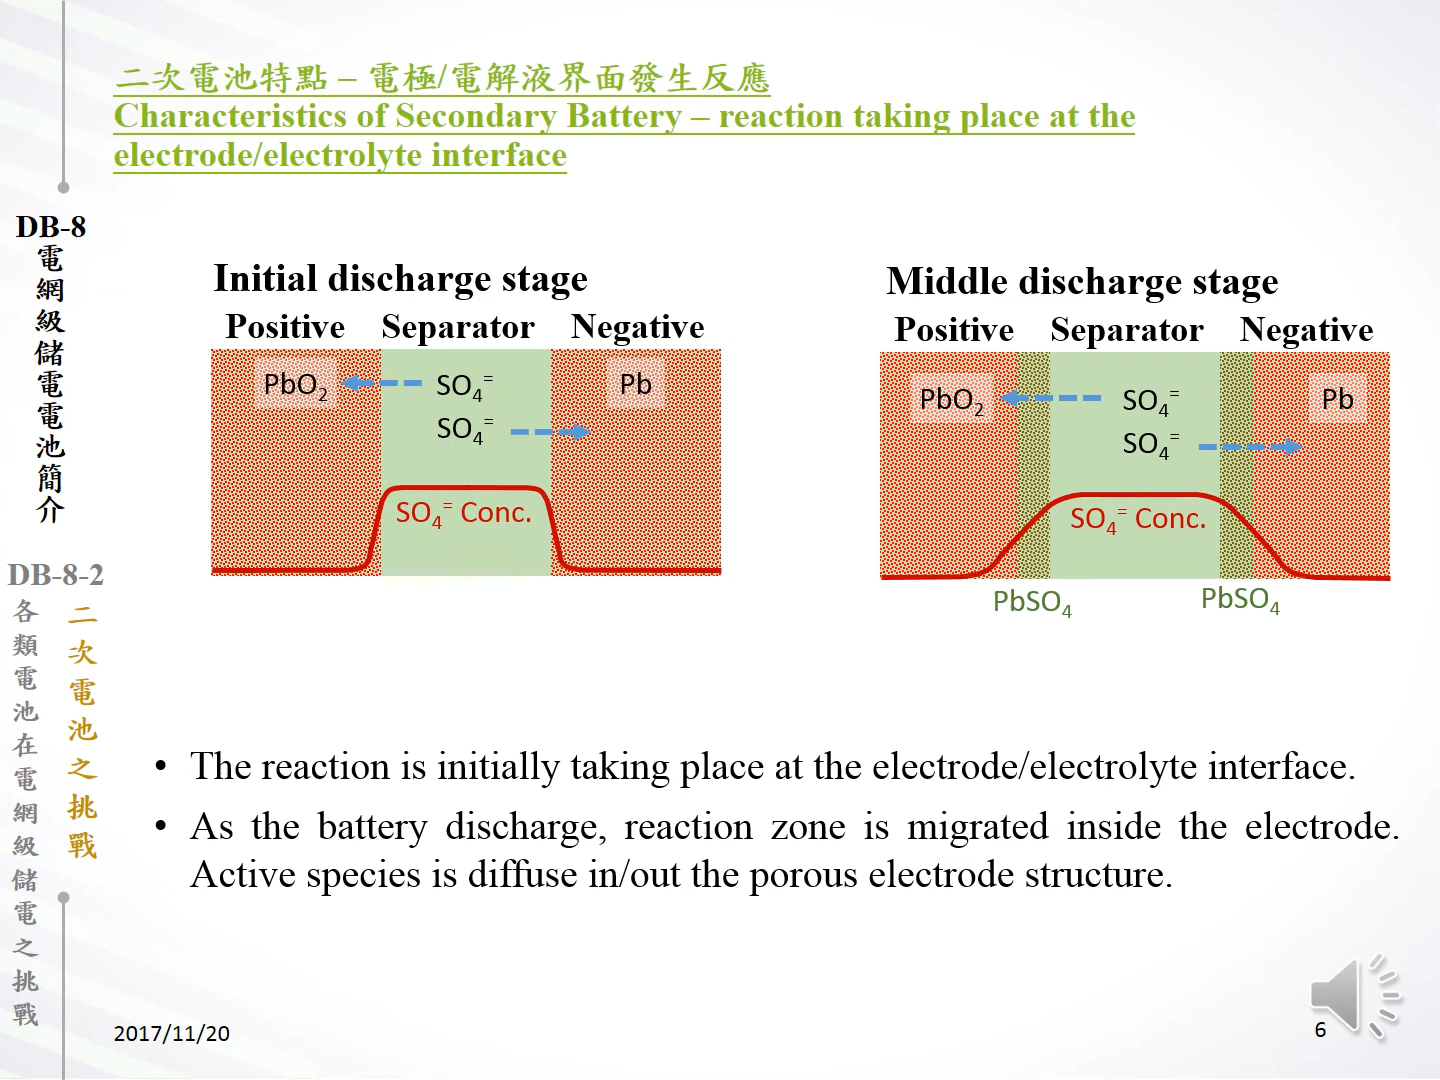 二次電池特點 – 電極/電解液界面發生反應
Characteristics of Secondary Battery – reaction taking place at the
electrode/electrolyte interface
DB-8
電網級儲電電池簡介
DB-8-2
各類電池在電網級儲電之挑戰
二次電池之挑戰
Initial discharge stage
Positive Separator Negative
PbO₂ SO₄⁼ Pb
SO₄⁼
SO₄⁼ Conc.
Middle discharge stage
Positive Separator Negative
PbO₂ SO₄⁼ Pb
SO₄⁼
SO₄⁼ Conc.
PbSO₄ PbSO₄
• The reaction is initially taking place at the electrode/electrolyte interface.
• As the battery discharge, reaction zone is migrated inside the electrode.
Active species is diffuse in/out the porous electrode structure.
2017/11/20
6